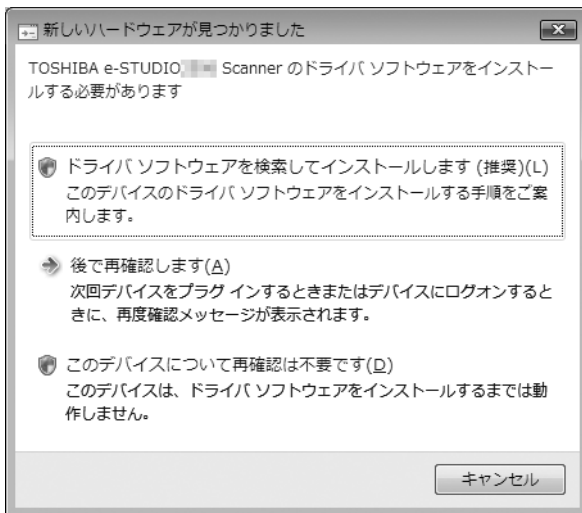 新しいハードウェアが見つかりました
TOSHIBA e-STUDIO Scanner のドライバ ソフトウェアをインストー
ルする必要があります
ドライバ ソフトウェアを検索してインストールします (推奨)(L)
このデバイスのドライバ ソフトウェアをインストールする手順をご案
内します。
後で再確認します(A)
次回デバイスをプラグ インするときまたはデバイスにログオンすると
きに、再度確認メッセージが表示されます。
このデバイスについて再確認は不要です(D)
このデバイスは、ドライバ ソフトウェアをインストールするまでは動
作しません。
キャンセル